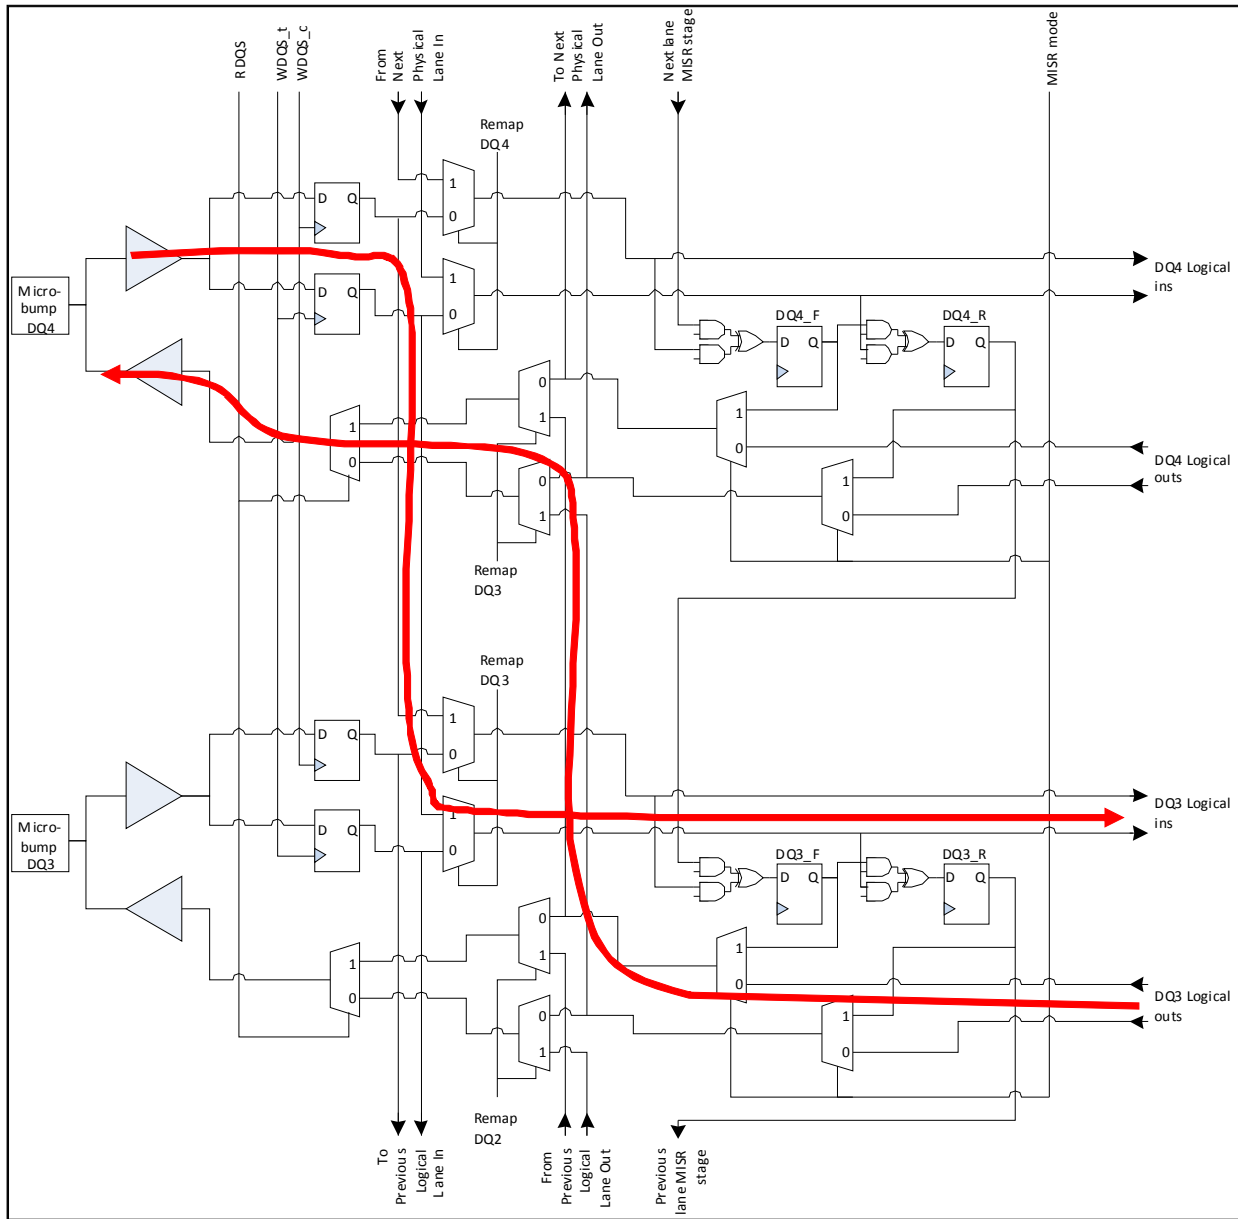 RDQS
WDQS_t
WDQS_c
From
Next
Physical
Lane In
To Next
Physical
Lane Out
Next lane
MISR stage
MISR mode
Remap
DQ4
1
0
D Q
D Q
1
0
Micro-
bump
DQ4
DQ4 Logical
ins
DQ4_F
D Q
DQ4_R
D Q
0
1
1
0
1
0
0
1
1
0
DQ4 Logical
outs
Remap
DQ3
Remap
DQ3
1
0
D Q
D Q
1
0
Micro-
bump
DQ3
DQ3 Logical
ins
DQ3_F
D Q
DQ3_R
D Q
0
1
1
0
1
0
0
1
1
0
DQ3 Logical
outs
Remap
DQ2
To
Previous
Logical
Lane In
From
Previous
Logical
Lane Out
Previous
lane MISR
stage